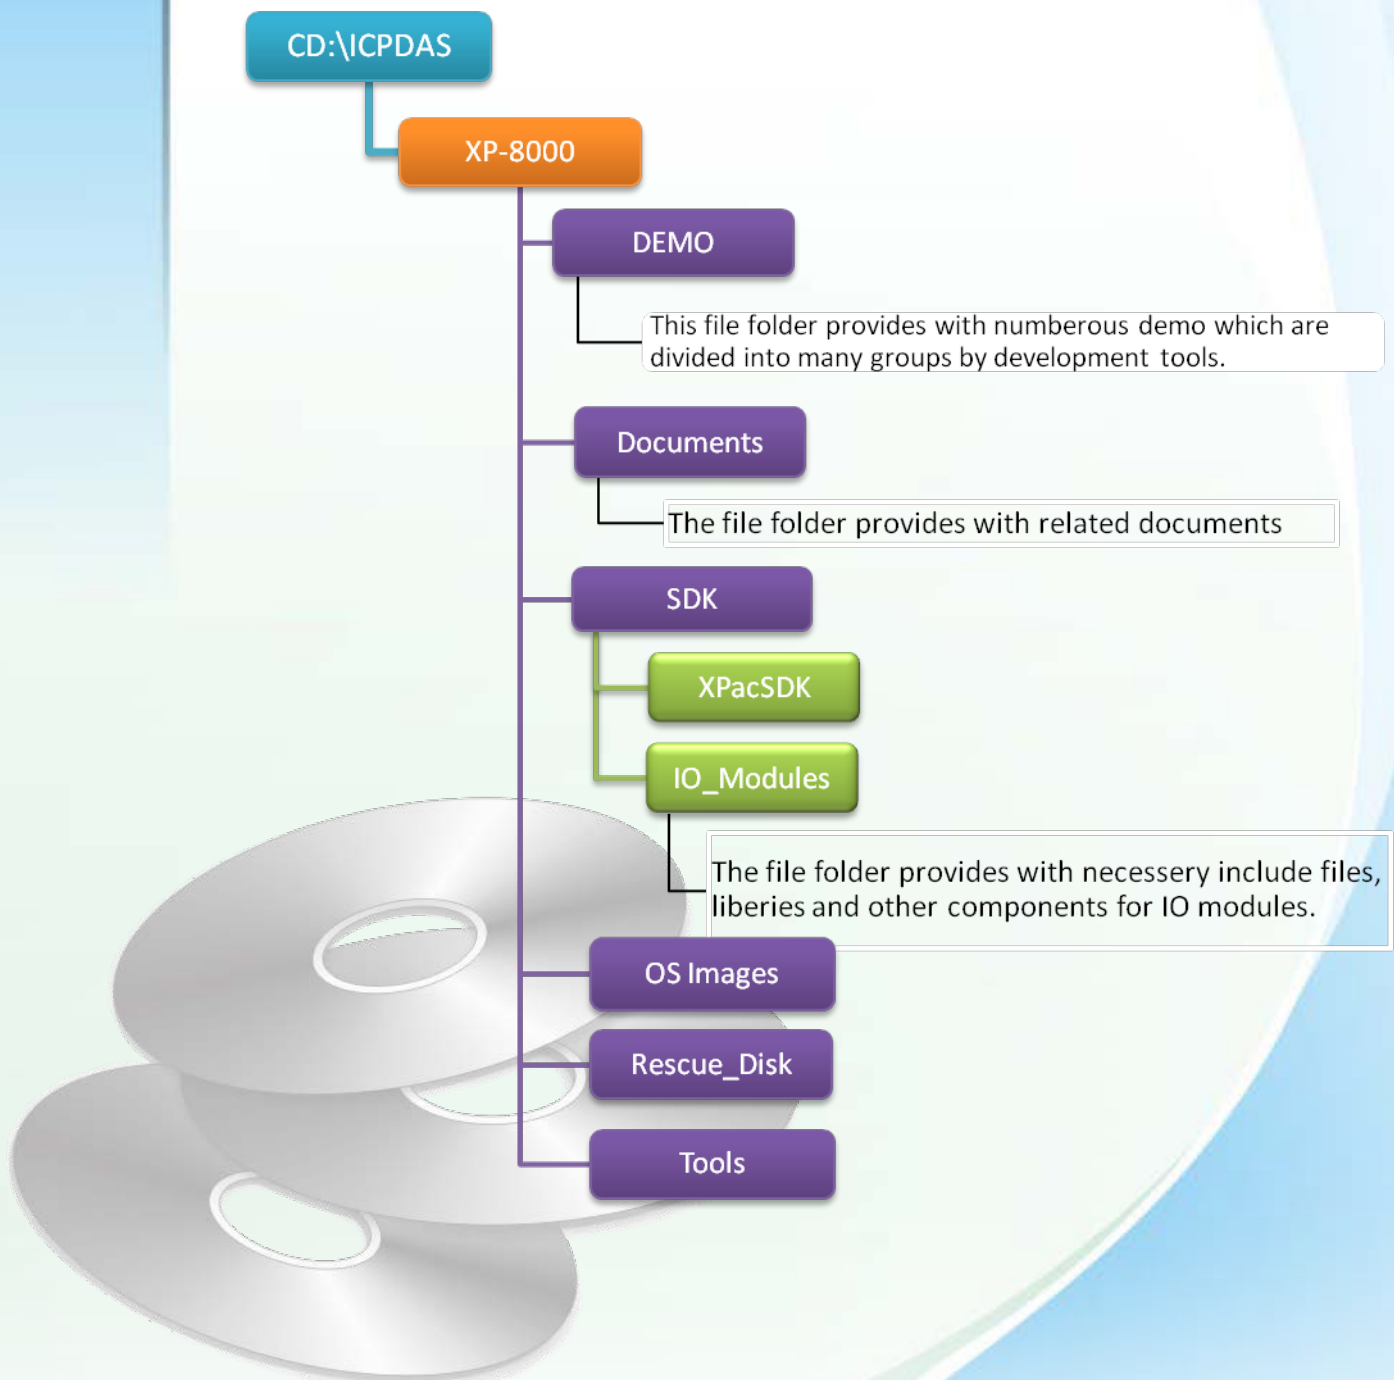 CD:\ICPDAS
XP-8000
DEMO
This file folder provides with numberous demo which are
divided into many groups by development tools.
Documents
The file folder provides with related documents
SDK
XPacSDK
IO_Modules
The file folder provides with necessery include files,
liberies and other components for IO modules.
OS Images
Rescue_Disk
Tools